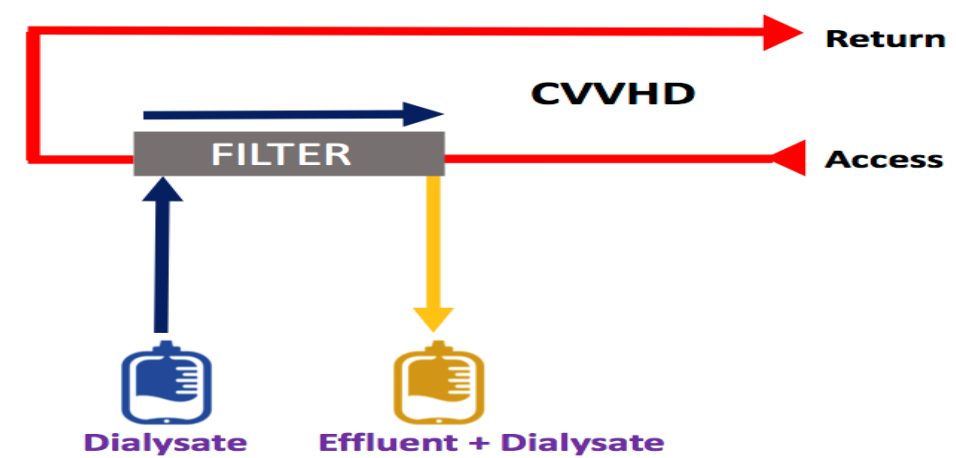 Return
CVVHD
FILTER
Access
Dialysate
Effluent + Dialysate